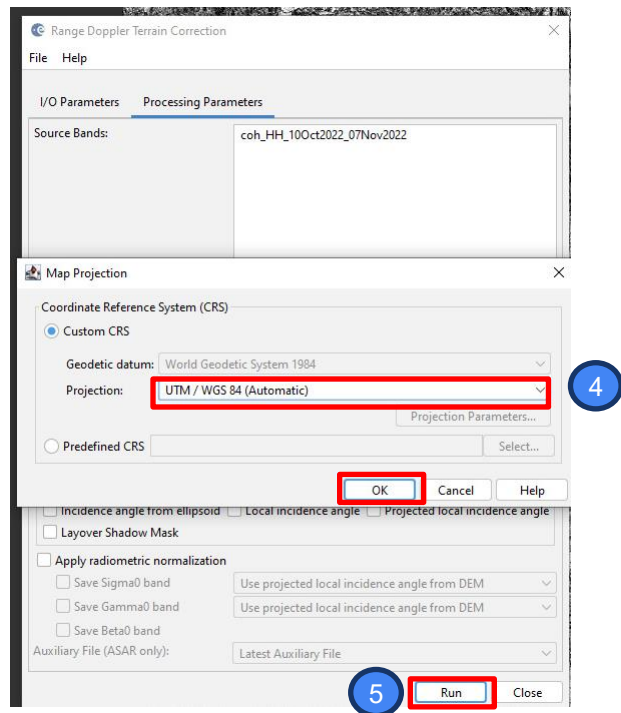 Range Doppler Terrain Correction
File Help
I/O Parameters Processing Parameters
Source Bands: coh_HH_10Oct2022_07Nov2022
Map Projection
Coordinate Reference System (CRS)
Custom CRS
Geodetic datum: World Geodetic System 1984
Projection: UTM / WGS 84 (Automatic)
4
Projection Parameters...
Predefined CRS Select...
OK Cancel Help
Incidence angle from ellipsoid Local incidence angle Projected local incidence angle
Layover Shadow Mask
Apply radiometric normalization
Save Sigma0 band Use projected local incidence angle from DEM
Save Gamma0 band Use projected local incidence angle from DEM
Save Beta0 band
Auxiliary File (ASAR only): Latest Auxiliary File
5 Run Close